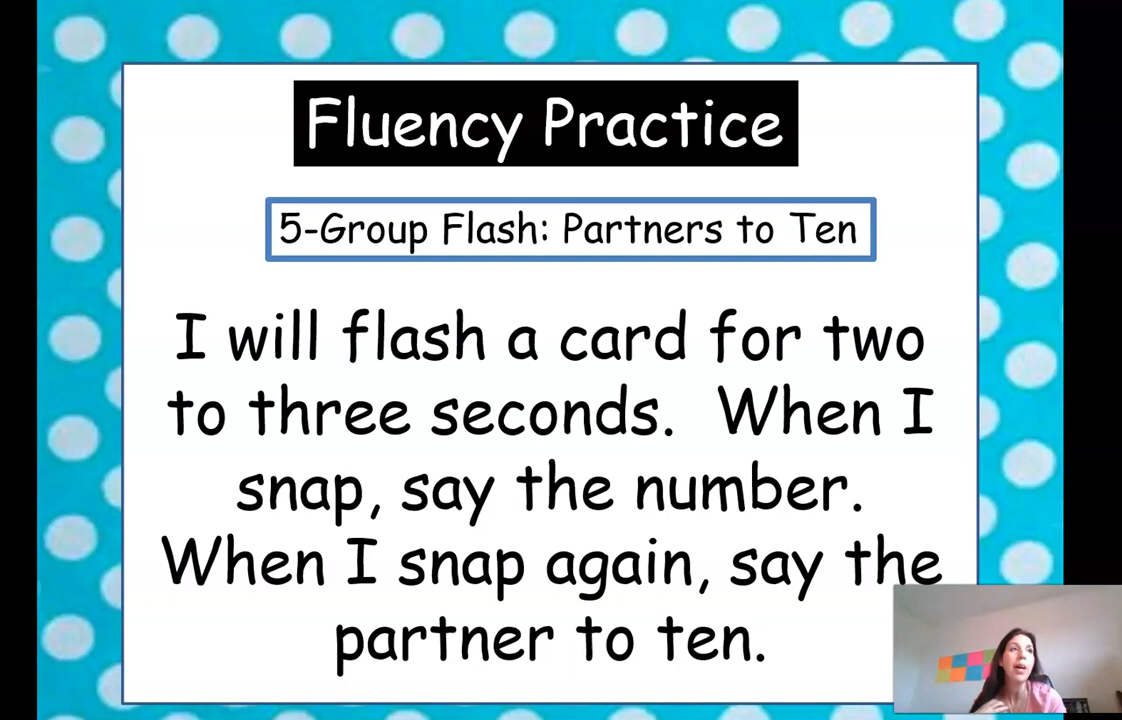 Fluency Practice
5-Group Flash: Partners to Ten
I will flash a card for two
to three seconds. When I
snap, say the number.
When I snap again, say the
partner to ten.